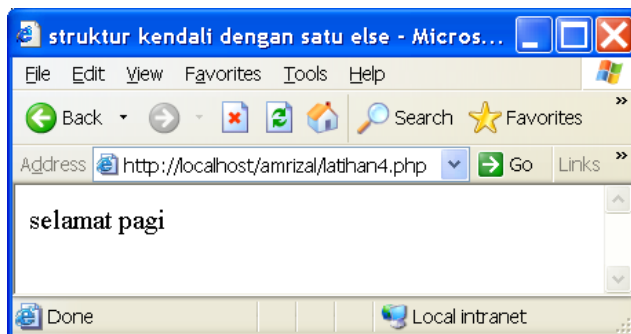 struktur kendali dengan satu else - Micros...
File Edit View Favorites Tools Help
Back Search Favorites »
Address http://localhost/amrizal/latihan4.php Go Links »
selamat pagi
Done Local intranet